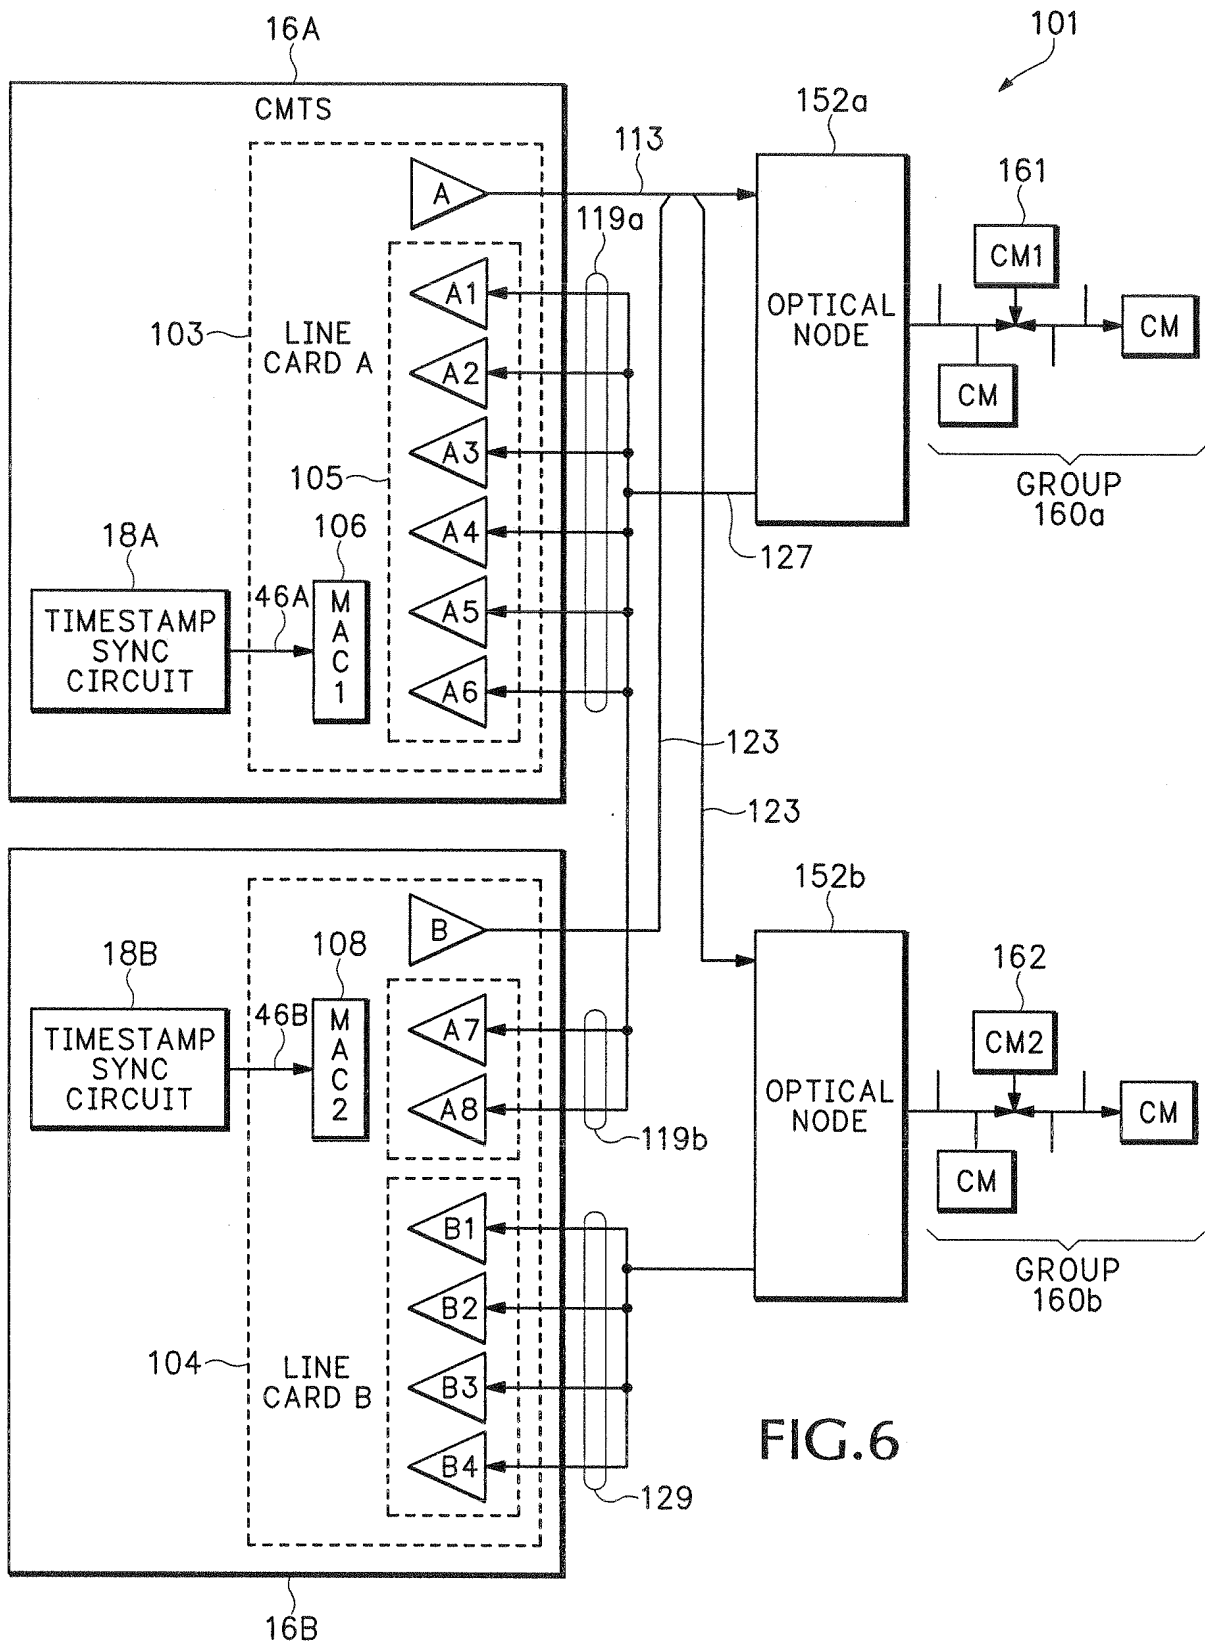 16A
101
CMTS
152a
113
A
161
119a
CM1
A1
103
LINE
CARD A
OPTICAL
NODE
A2
CM
CM
A3
105
GROUP
160a
106
18A
A4
127
46A
TIMESTAMP
SYNC
CIRCUIT
MAC1
A5
A6
123
123
152b
B
18B
108
162
46B
TIMESTAMP
SYNC
CIRCUIT
MAC2
A7
CM2
OPTICAL
NODE
A8
CM
119b
CM
B1
GROUP
160b
B2
104
LINE
CARD B
B3
FIG.6
B4
129
16B